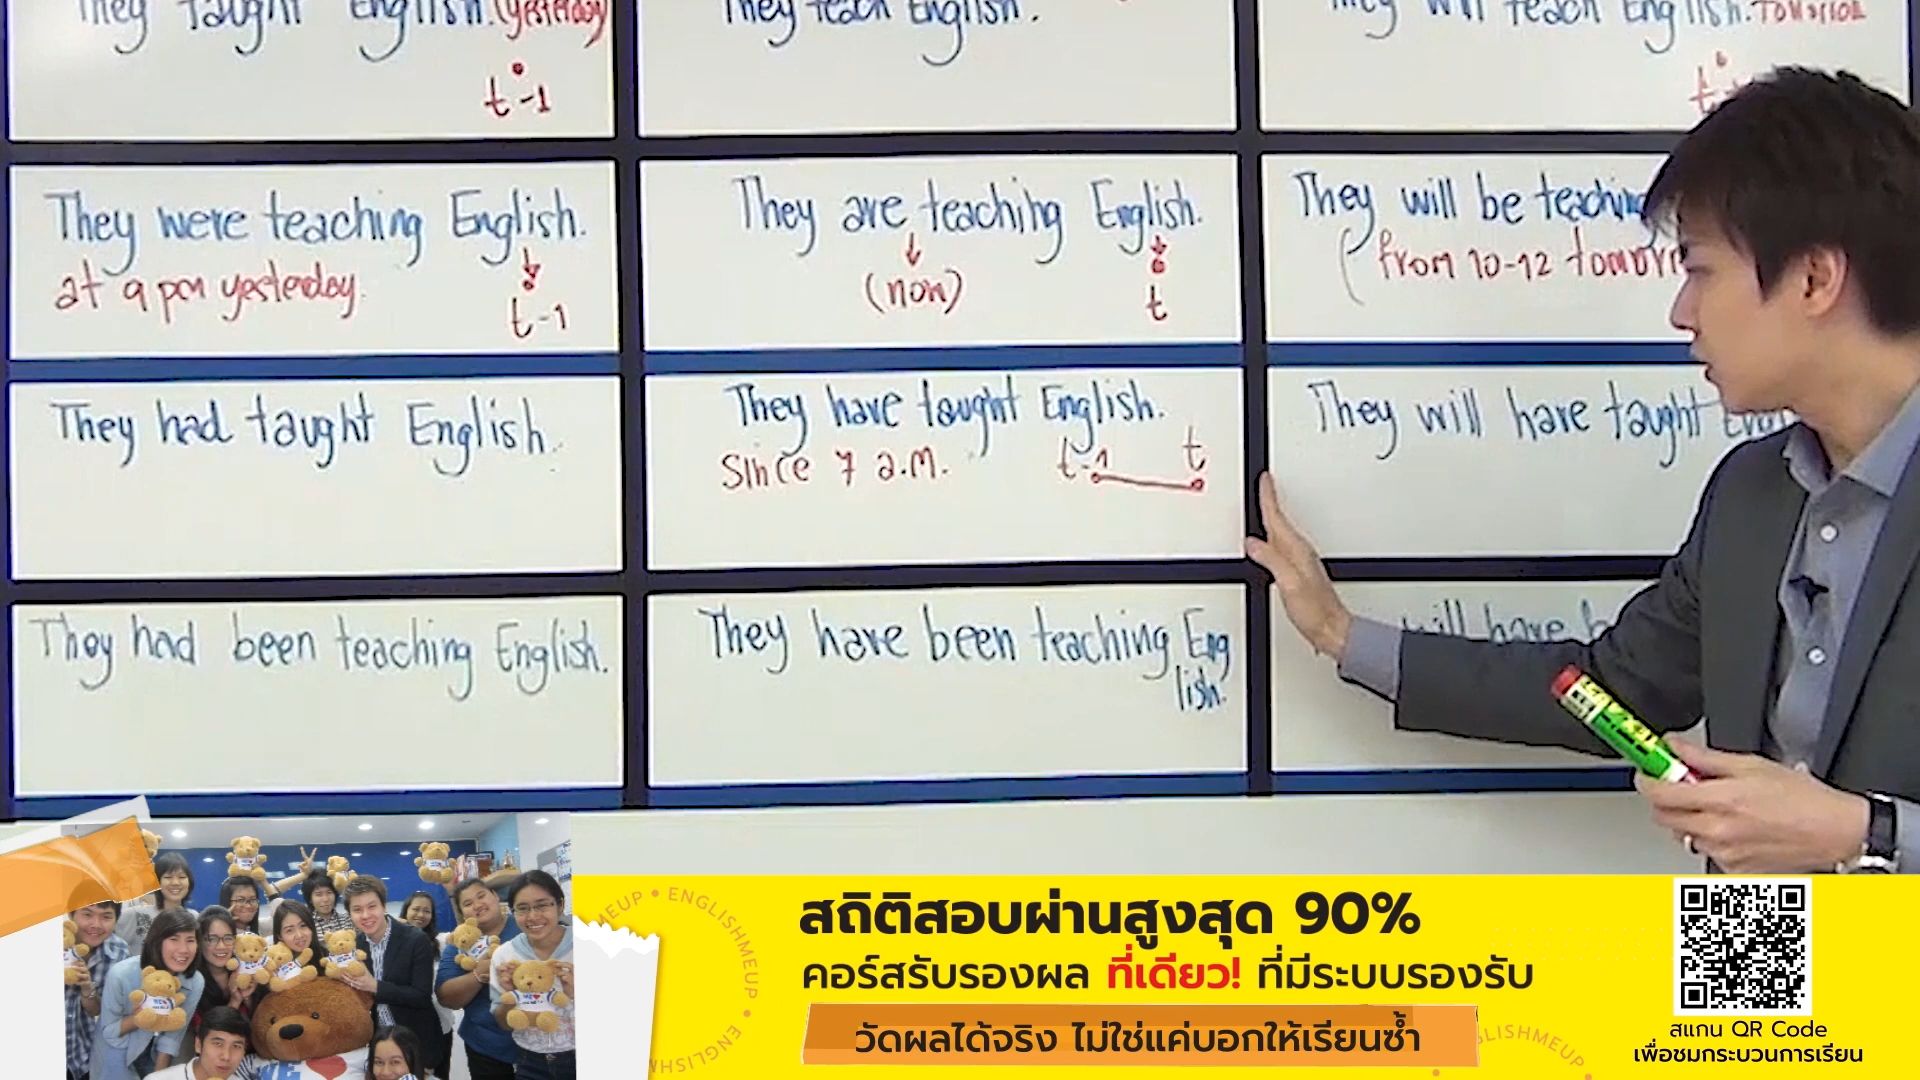 They taught English. (yesterday)
t-1
They teach English.
They will teach English. Tomorrow
They were teaching English.
at 9 pm yesterday.
t-1
They are teaching English.
(now)
t
They will be teaching
(from 10-12
They had taught English.
They have taught English.
Since 7 a.m.
t-1 t
They will have taught
They had been teaching English.
They have been teaching Eng
lish.
will have
สถิติสอบผ่านสูงสุด 90%
คอร์สรับรองผล ที่เดียว! ที่มีระบบรองรับ
วัดผลได้จริง ไม่ใช่แค่บอกให้เรียนซ้ำ
สแกน QR Code
เพื่อชมกระบวนการเรียน
MEUP • ENGLISHMEUP • ENGLISH
GLISHMEUP